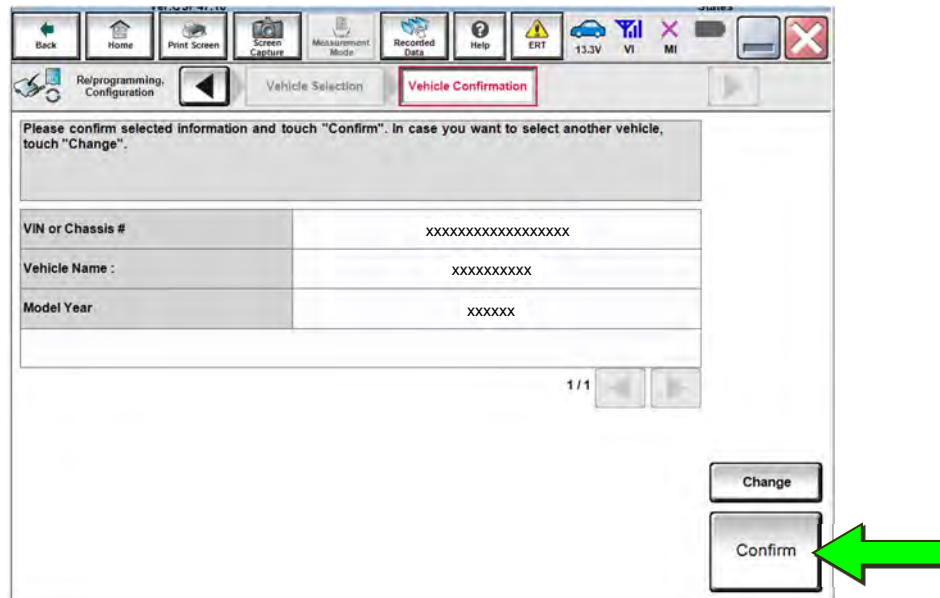 Back
Home
Print Screen
Screen
Capture
Measurement
Mode
Recorded
Data
Help
ERT
13.3V
VI
MI
Re/programming,
Configuration
Vehicle Selection
Vehicle Confirmation
Please confirm selected information and touch "Confirm". In case you want to select another vehicle,
touch "Change".
VIN or Chassis #
xxxxxxxxxxxxxxxxxx
Vehicle Name :
xxxxxxxxxx
Model Year
xxxxxx
1/1
Change
Confirm